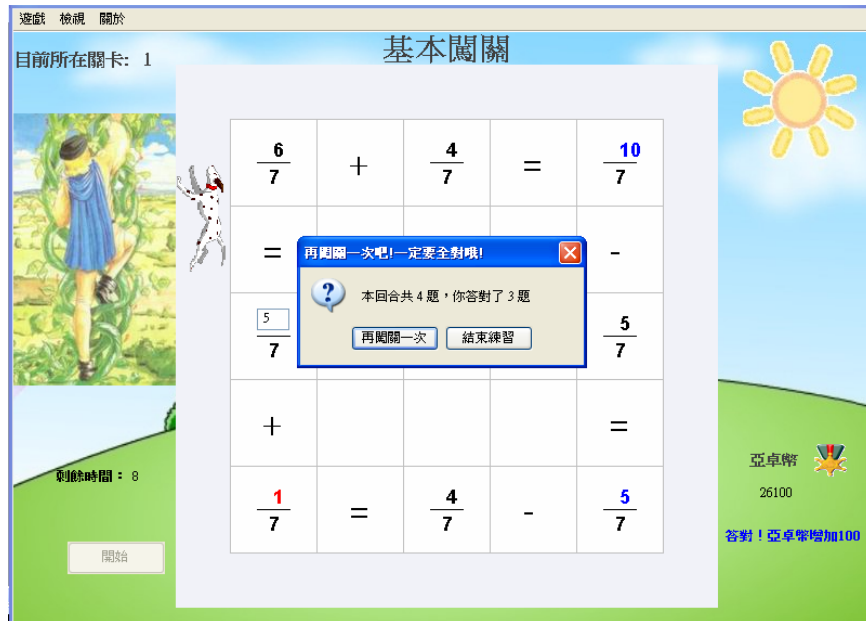 遊戲 檢視 關於
目前所在關卡: 1
基本闖關
6/7 + 4/7 = 10/7
= -
再闖關一次吧!一定要全對哦!
本回合共 4 題,你答對了 3 題
再闖關一次 結束練習
5/7 5/7
+ =
1/7 = 4/7 - 5/7
剩餘時間: 8
開始
亞卓幣
26100
答對!亞卓幣增加100